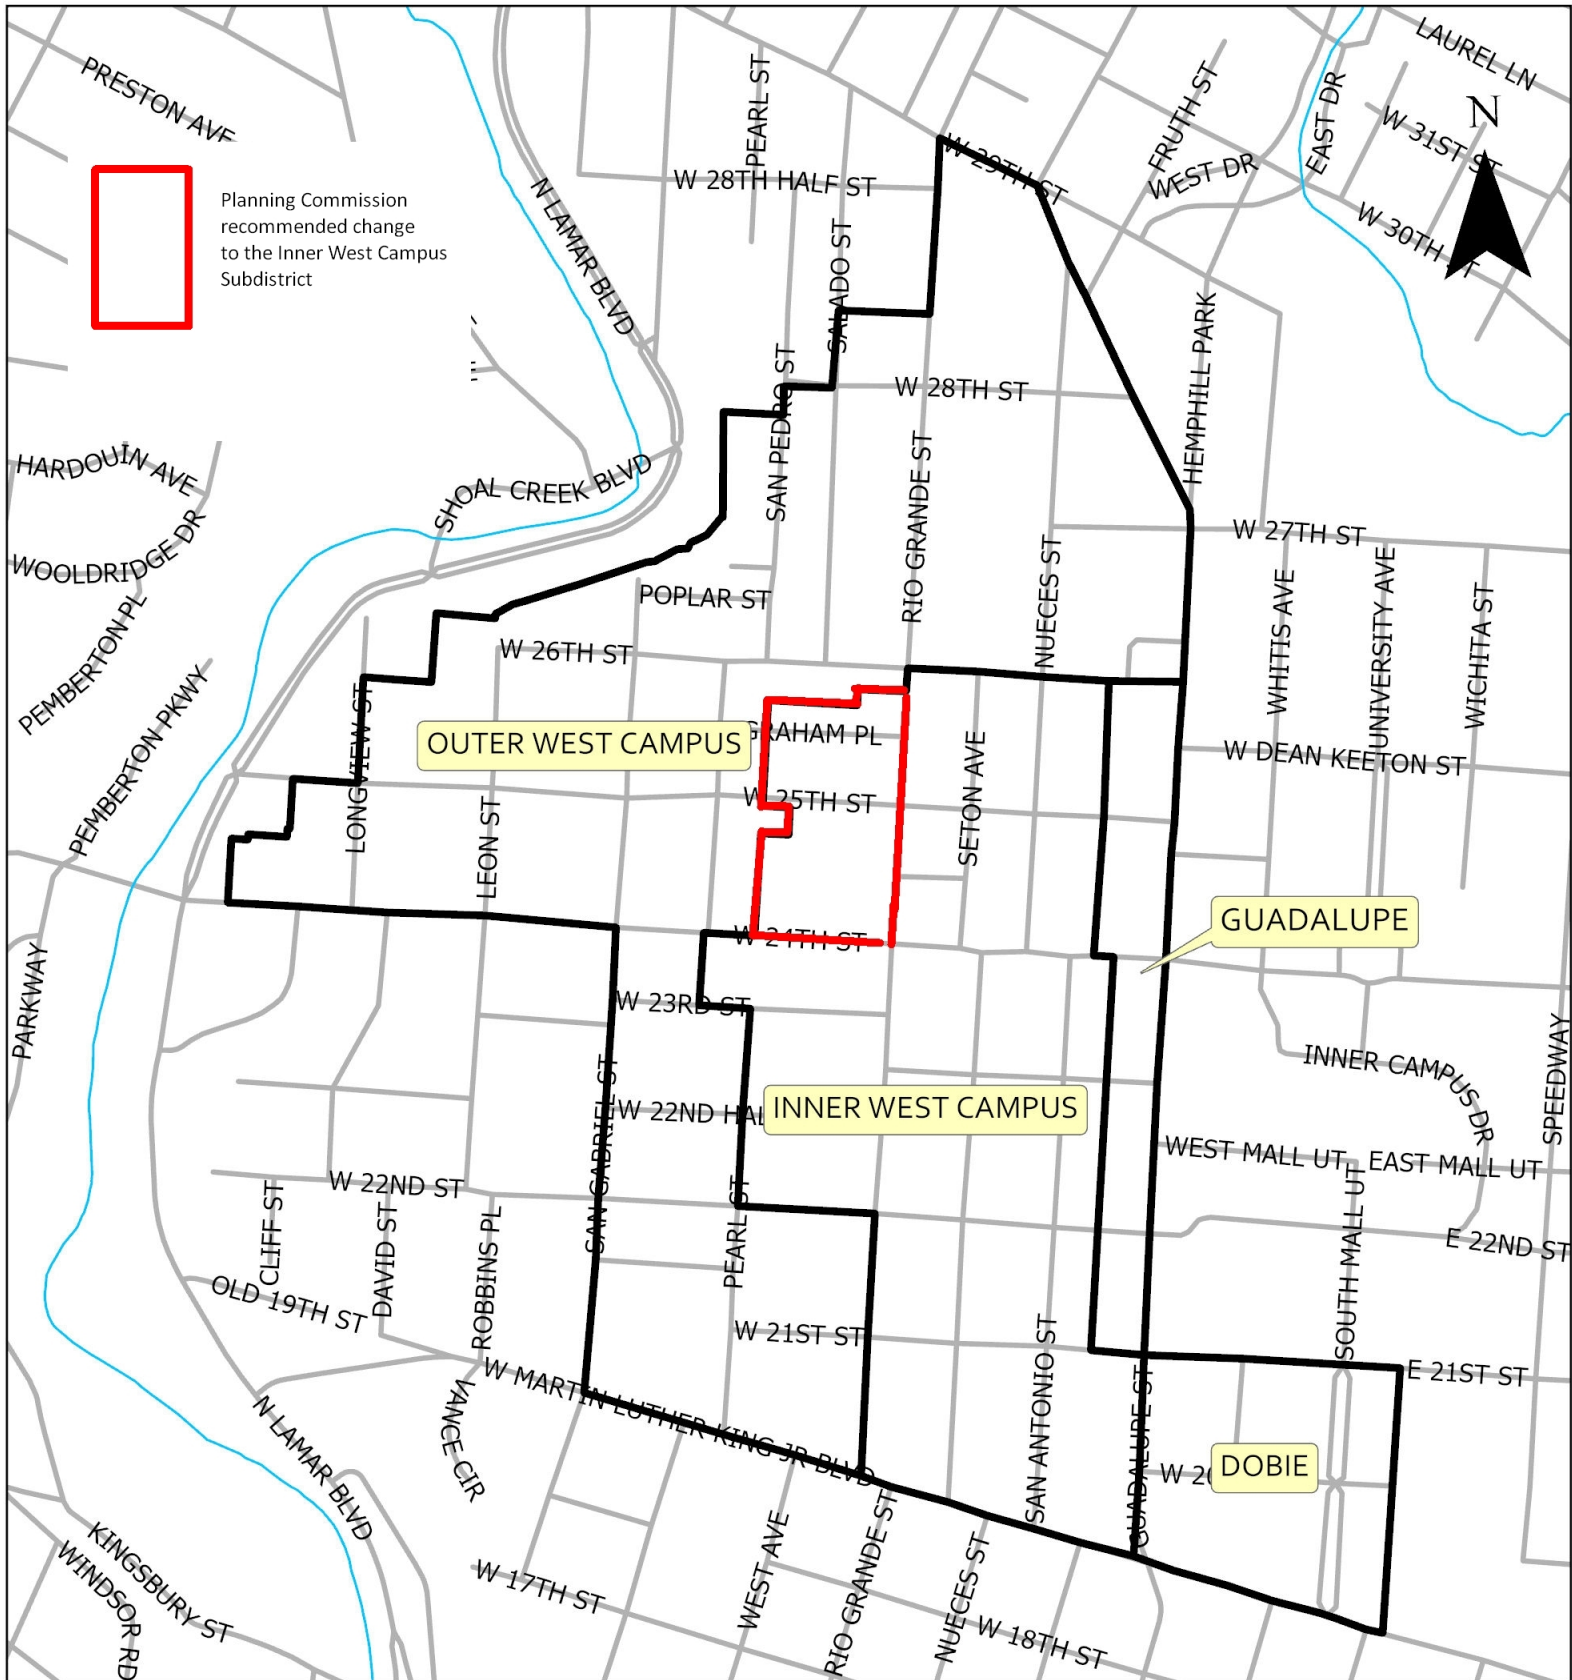 LAUREL LN
PRESTON AVE
PEARL ST
FRUTH ST
EAST DR
W 31ST ST
N
W 29TH ST
WEST DR
W 28TH HALF ST
N LAMAR BLVD
Planning Commission
recommended change
to the Inner West Campus
Subdistrict
SALADO ST
W 30TH ST
HEMPHILL PARK
SAN PEDRO ST
W 28TH ST
HARDOUIN AVE
SHOAL CREEK BLVD
RIO GRANDE ST
W 27TH ST
WOOLDRIDGE DR
NUECES ST
WHITIS AVE
UNIVERSITY AVE
WICHITA ST
PEMBERTON PL
POPLAR ST
W 26TH ST
PEMBERTON PKWY
LONGVIEW ST
OUTER WEST CAMPUS
GRAHAM PL
SETON AVE
W DEAN KEETON ST
W 25TH ST
LEON ST
GUADALUPE
W 24TH ST
PARKWAY
W 23RD ST
SPEEDWAY
INNER CAMPUS DR
SAN GABRIEL ST
W 22ND HAL
INNER WEST CAMPUS
WEST MALL UT
EAST MALL UT
W 22ND ST
CLIFF ST
DAVID ST
ROBBINS PL
PEARL ST
SOUTH MALL UT
E 22ND ST
OLD 19TH ST
W 21ST ST
SAN ANTONIO ST
GUADALUPE ST
E 21ST ST
W MARTIN LUTHER KING JR BLVD
VANCE CIR
N LAMAR BLVD
W 20
DOBIE
KINGSBURY ST
WINDSOR RD
W 17TH ST
WEST AVE
RIO GRANDE ST
NUECES ST
W 18TH ST